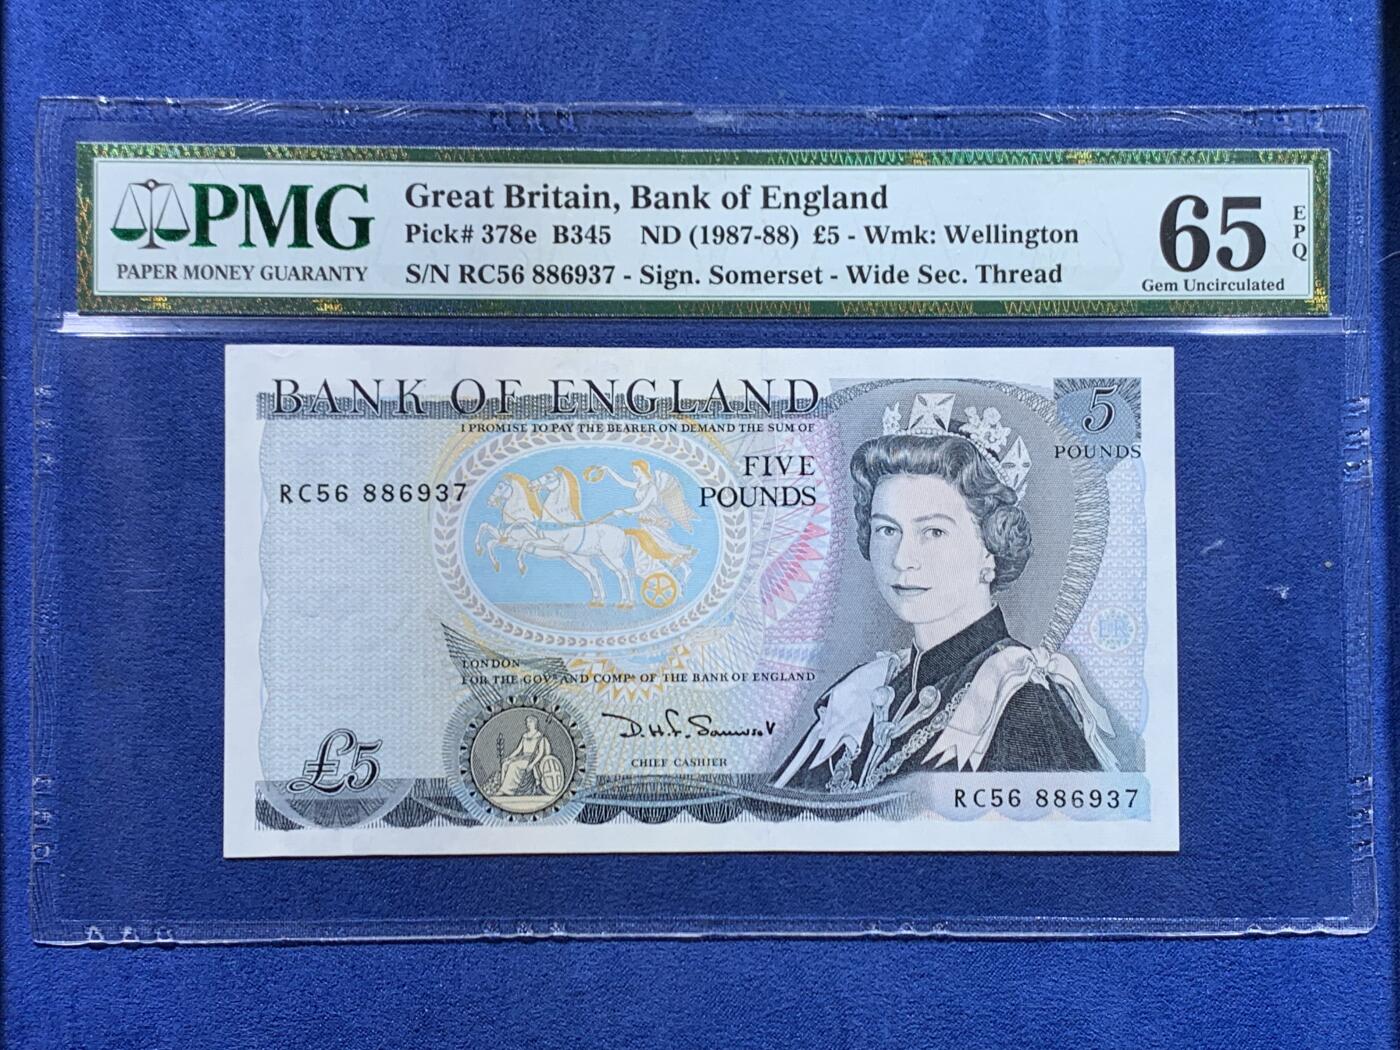 PMG
PAPER MONEY GUARANTY
Great Britain, Bank of England
Pick# 378e B345 ND (1987-88) £5 - Wmk: Wellington
S/N RC56 886937 - Sign. Somerset - Wide Sec. Thread
65
EPQ
Gem Uncirculated
BANK OF ENGLAND
I PROMISE TO PAY THE BEARER ON DEMAND THE SUM OF
5
POUNDS
FIVE
POUNDS
RC56 886937
LONDON
FOR THE GOVR AND COMPA OF THE BANK OF ENGLAND
£5
CHIEF CASHIER
RC56 886937